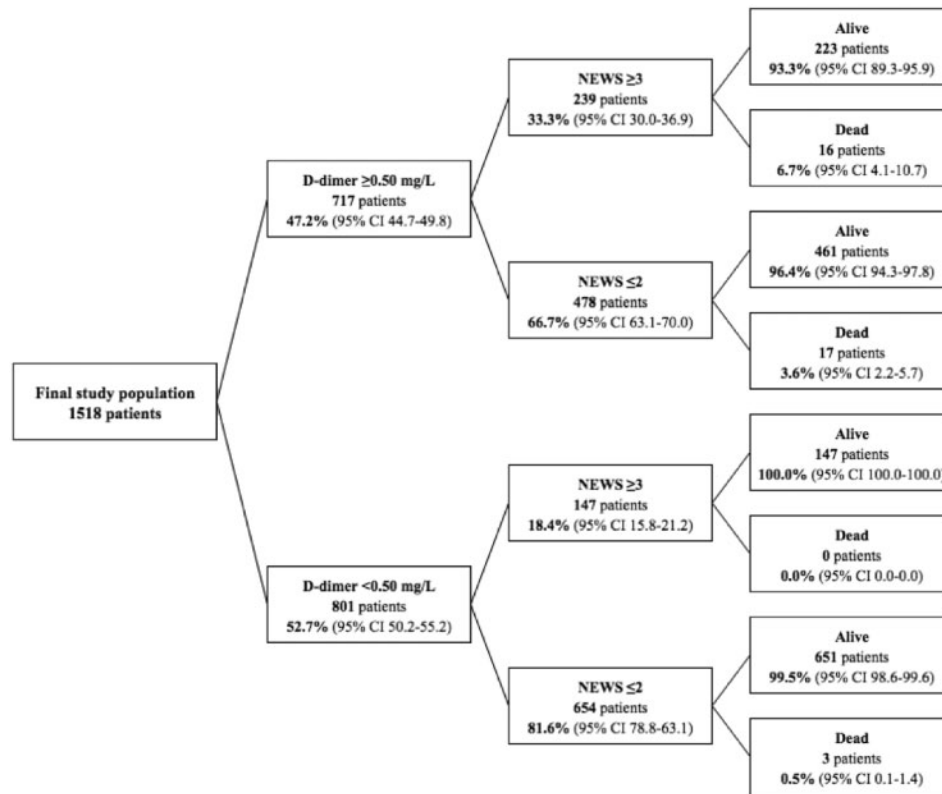 Final study population
1518 patients
D-dimer ≥0.50 mg/L
717 patients
47.2% (95% CI 44.7-49.8)
NEWS ≥3
239 patients
33.3% (95% CI 30.0-36.9)
Alive
223 patients
93.3% (95% CI 89.3-95.9)
Dead
16 patients
6.7% (95% CI 4.1-10.7)
NEWS ≤2
478 patients
66.7% (95% CI 63.1-70.0)
Alive
461 patients
96.4% (95% CI 94.3-97.8)
Dead
17 patients
3.6% (95% CI 2.2-5.7)
D-dimer <0.50 mg/L
801 patients
52.7% (95% CI 50.2-55.2)
NEWS ≥3
147 patients
18.4% (95% CI 15.8-21.2)
Alive
147 patients
100.0% (95% CI 100.0-100.0)
Dead
0 patients
0.0% (95% CI 0.0-0.0)
NEWS ≤2
654 patients
81.6% (95% CI 78.8-63.1)
Alive
651 patients
99.5% (95% CI 98.6-99.6)
Dead
3 patients
0.5% (95% CI 0.1-1.4)